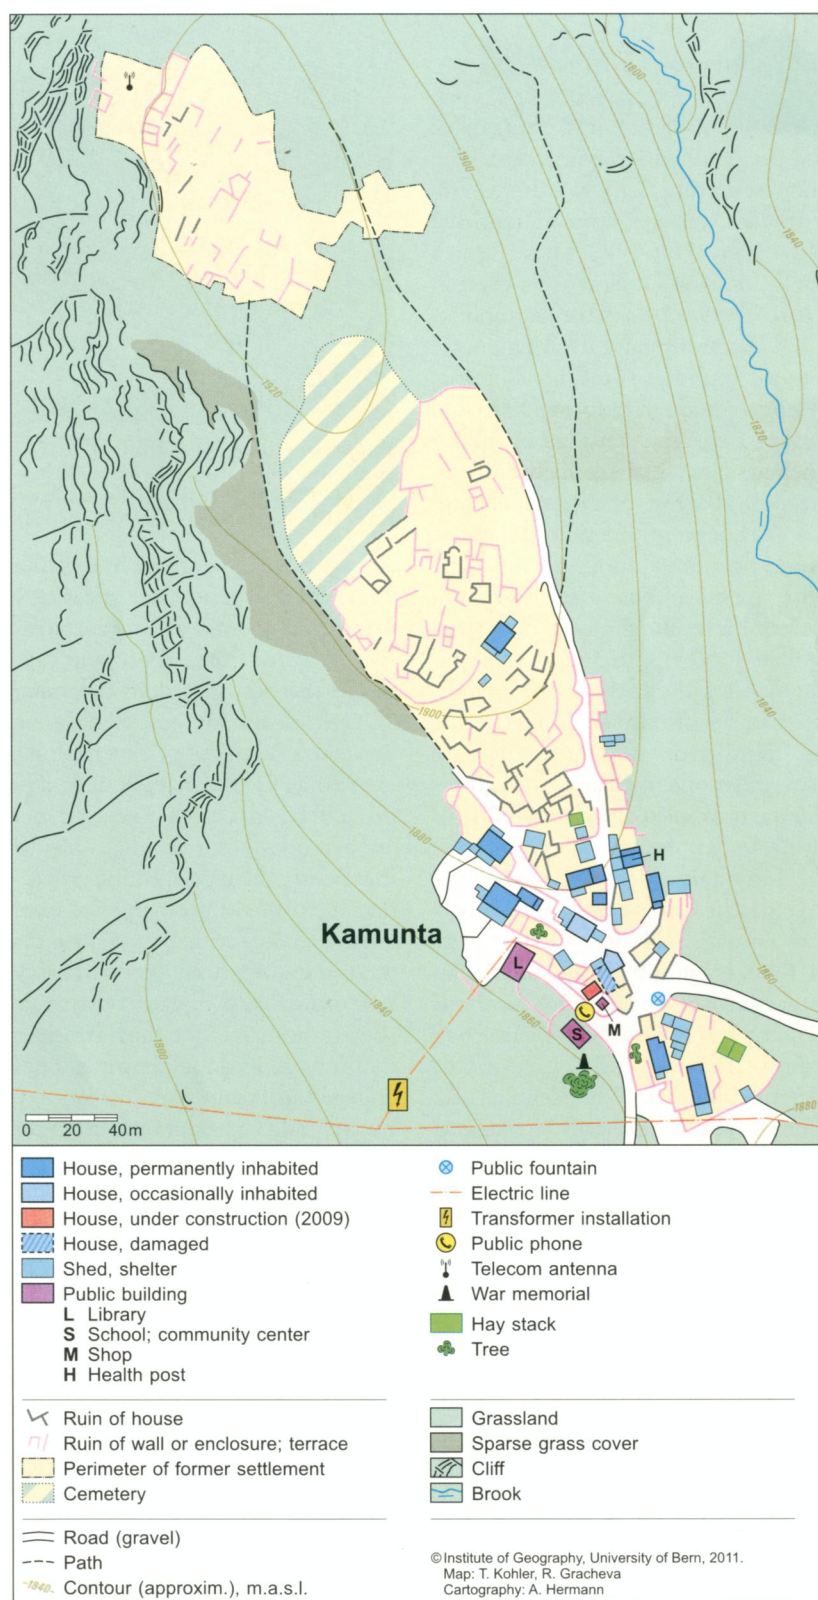 1800
1900
1840
1920
1820
1900
1840
1880
H
Kamunta
L
1860
1840
1880
M
S
1800
1880
0 20 40 m
House, permanently inhabited
House, occasionally inhabited
House, under construction (2009)
House, damaged
Shed, shelter
Public building
L Library
S School; community center
M Shop
H Health post
Public fountain
Electric line
Transformer installation
Public phone
Telecom antenna
War memorial
Hay stack
Tree
Ruin of house
Ruin of wall or enclosure; terrace
Perimeter of former settlement
Cemetery
Grassland
Sparse grass cover
Cliff
Brook
Road (gravel)
Path
1840 Contour (approxim.), m.a.s.l.
© Institute of Geography, University of Bern, 2011.
Map: T. Kohler, R. Gracheva
Cartography: A. Hermann